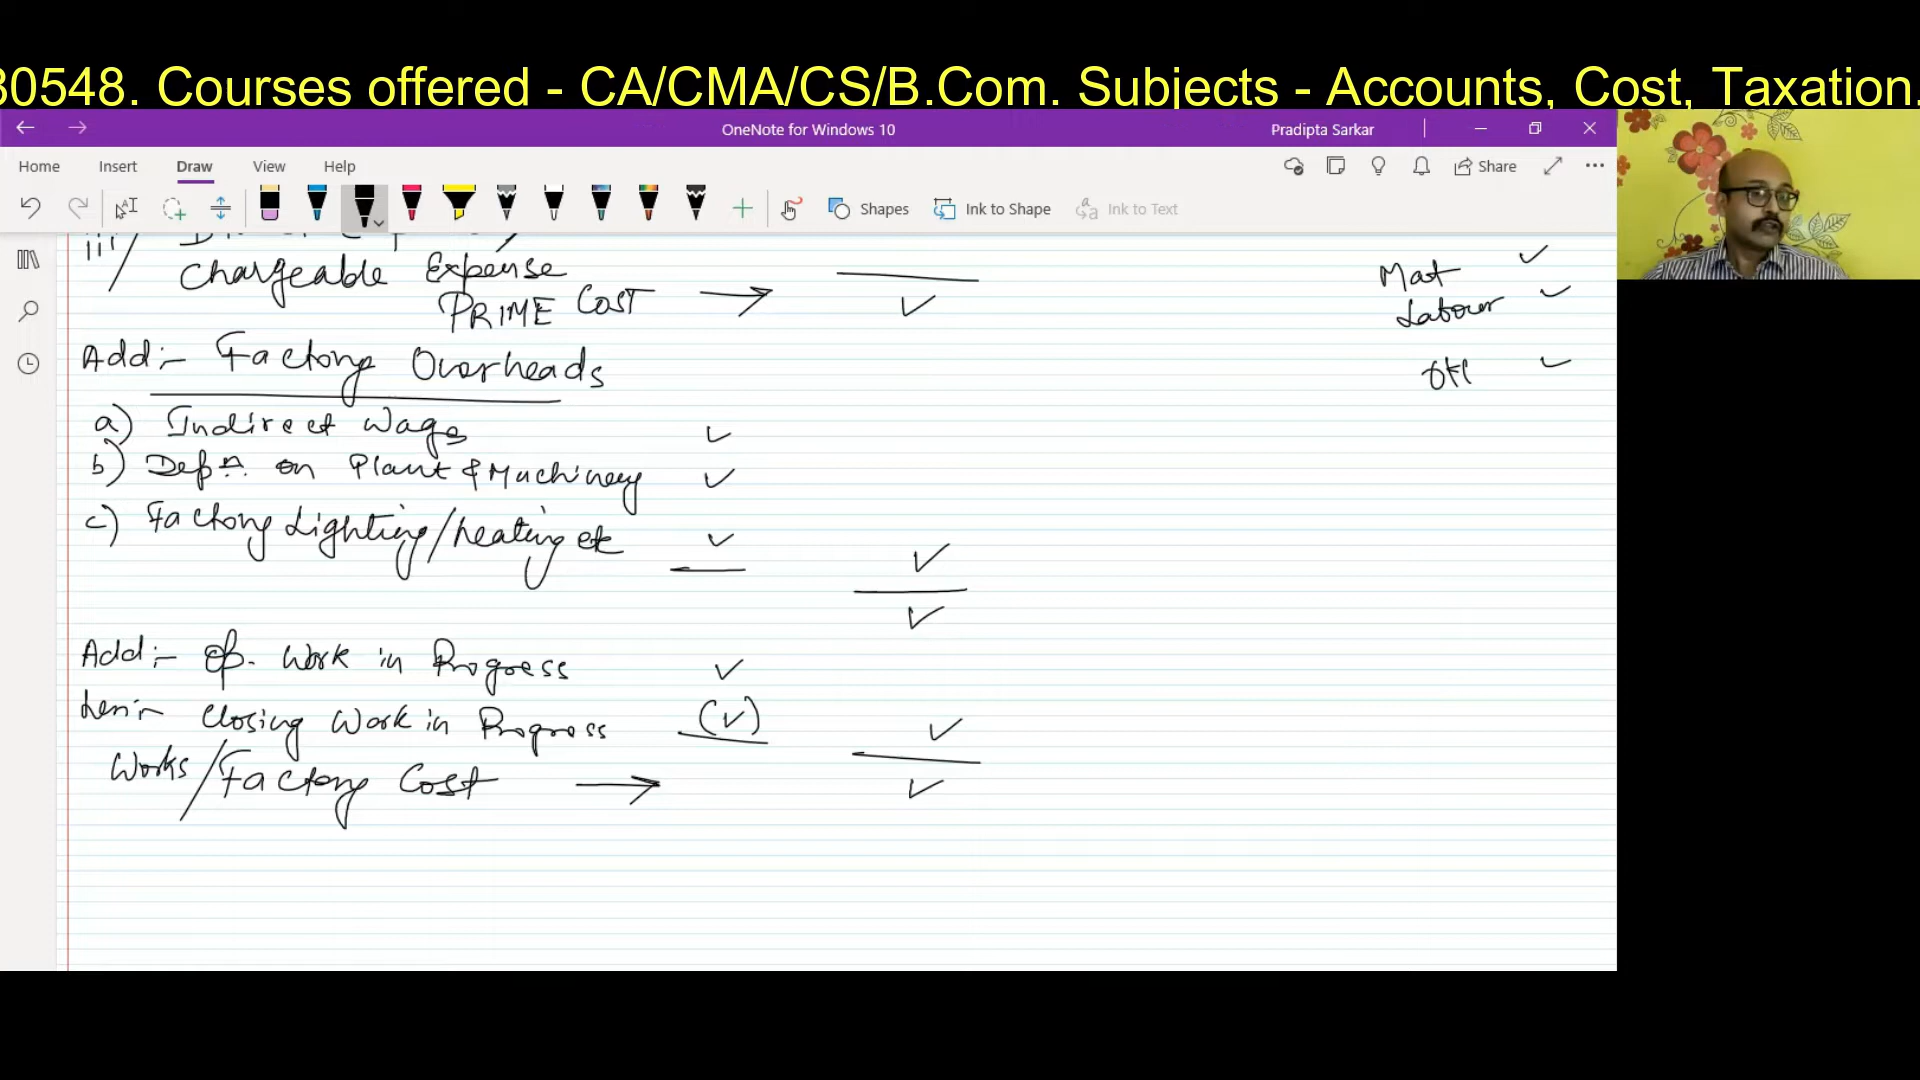 30548. Courses offered - CA/CMA/CS/B.Com. Subjects - Accounts, Cost, Taxation.
OneNote for Windows 10
Pradipta Sarkar
Home Insert Draw View Help
Share
Shapes
Ink to Shape
Ink to Text
iii/
Chargeable Expense
PRIME COST → ✓
Add:- Factory Overheads
a) Indirect Wages ✓
b) Depn. on Plant & Machinery ✓
c) Factory Lighting/heating etc ✓ ✓
✓
Add:- Op. Work in Progress ✓
Less:- Closing Work in Progress (✓) ✓
Works/Factory Cost → ✓
Mat ✓
Labour ✓
OH ✓